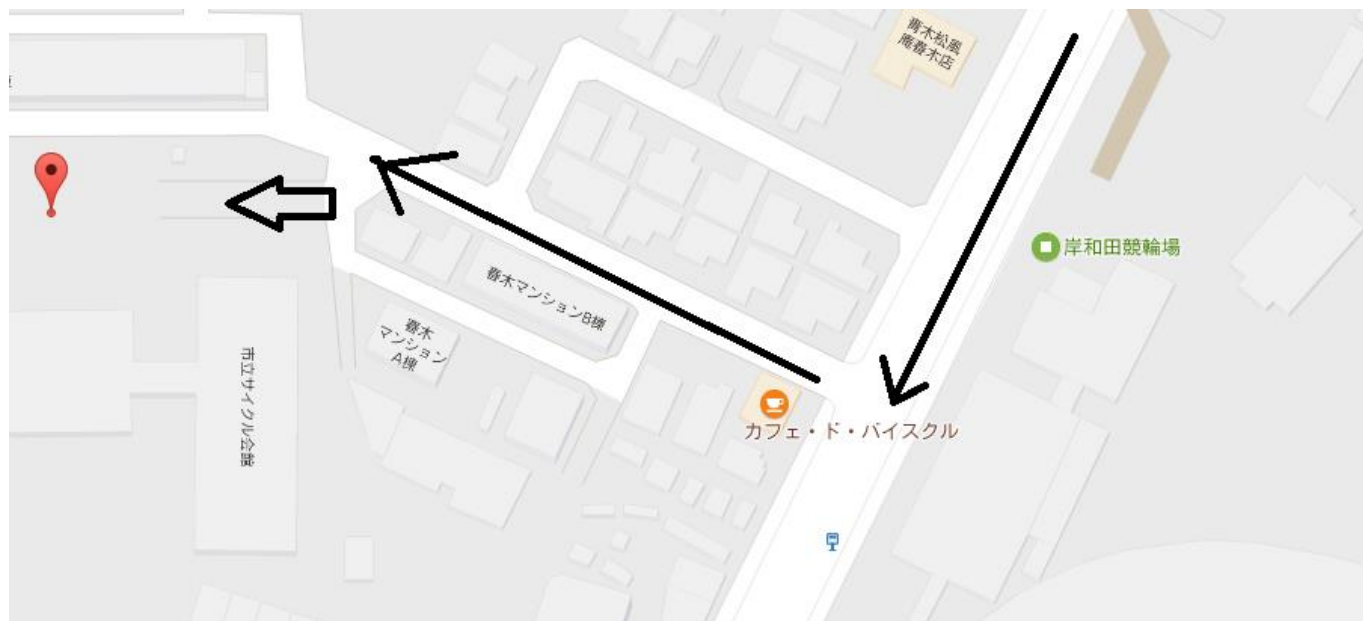 青木松風
庵春木店
岸和田競輪場
春木マンションB棟
春木
マンション
A棟
市立サイクル会館
カフェ・ド・バイスクル